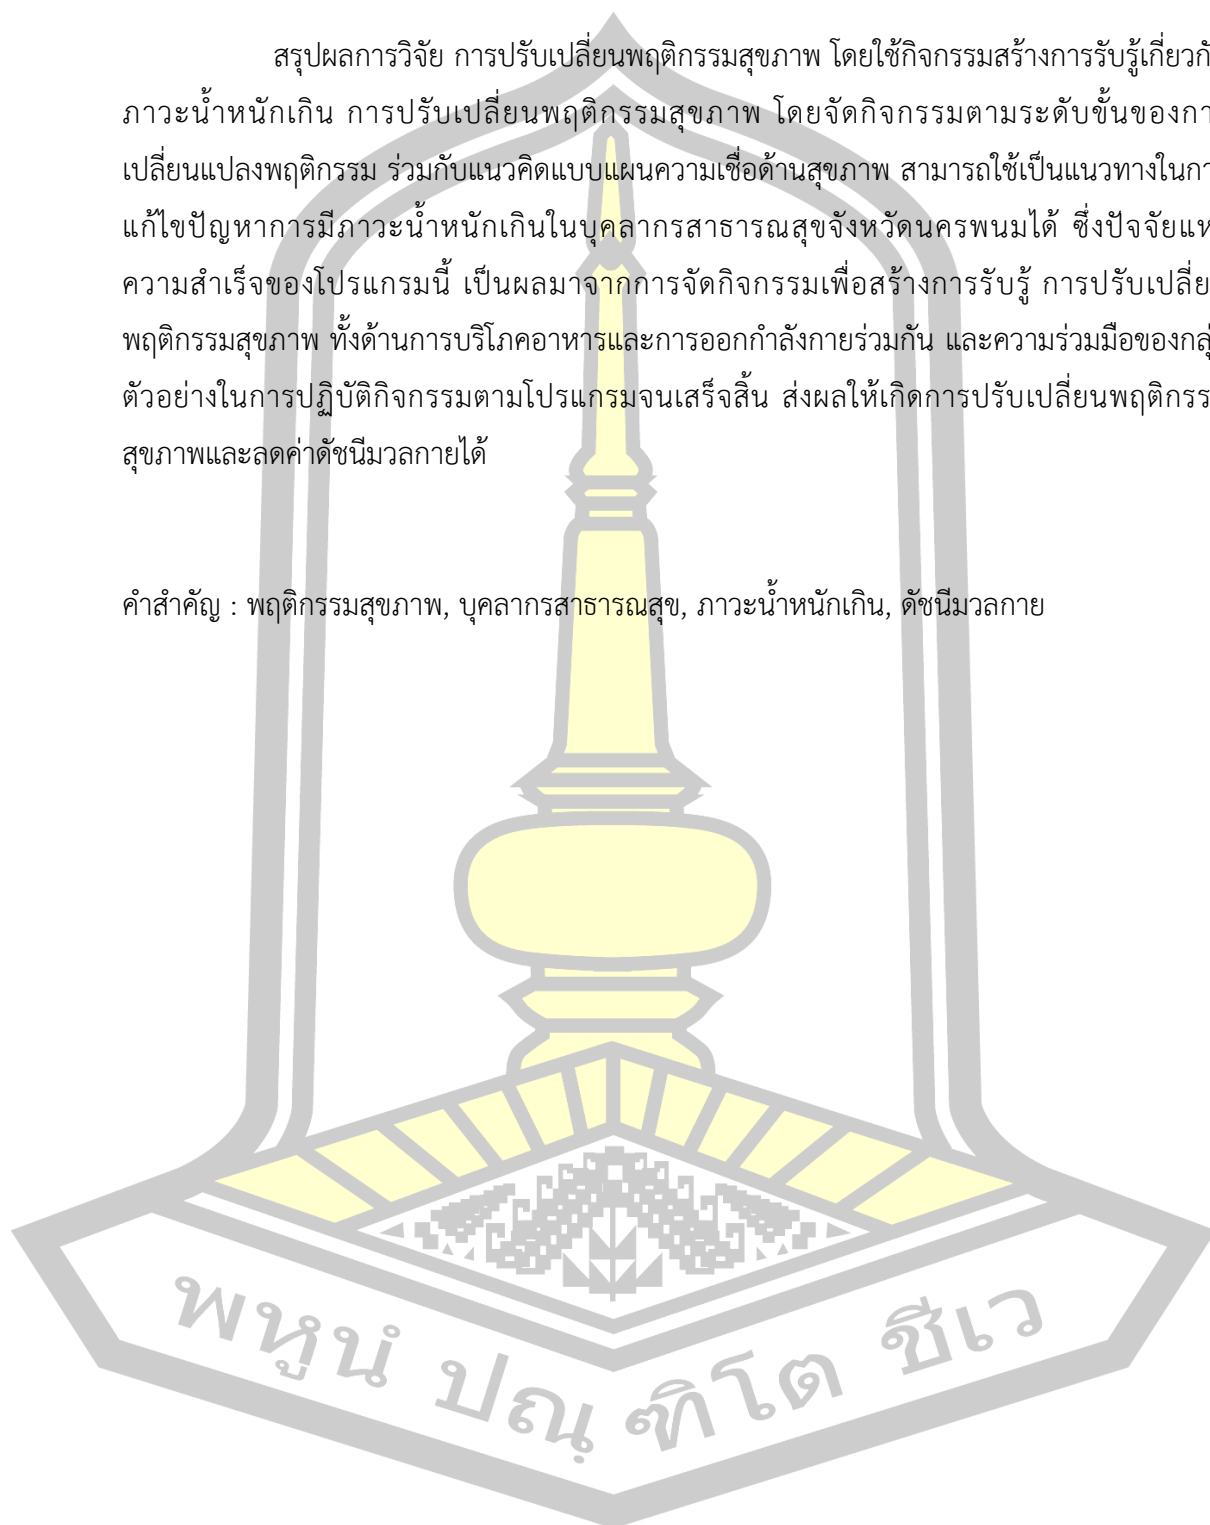 สรุปผลการวิจัย การปรับเปลี่ยนพฤติกรรมสุขภาพ โดยใช้กิจกรรมสร้างการรับรู้เกี่ยวกั
ภาวะน้ำหนักเกิน การปรับเปลี่ยนพฤติกรรมสุขภาพ โดยจัดกิจกรรมตามระดับขั้นของกา
เปลี่ยนแปลงพฤติกรรม ร่วมกับแนวคิดแบบแผนความเชื่อด้านสุขภาพ สามารถใช้เป็นแนวทางในกา
แก้ไขปัญหาการมีภาวะน้ำหนักเกินในบุคลากรสาธารณสุขจังหวัดนครพนมได้ ซึ่งปัจจัยแห
ความสำเร็จของโปรแกรมนี้ เป็นผลมาจากการจัดกิจกรรมเพื่อสร้างการรับรู้ การปรับเปลี่ย
พฤติกรรมสุขภาพ ทั้งด้านการบริโภคอาหารและการออกกำลังกายร่วมกัน และความร่วมมือของกลุ่
ตัวอย่างในการปฏิบัติกิจกรรมตามโปรแกรมจนเสร็จสิ้น ส่งผลให้เกิดการปรับเปลี่ยนพฤติกรร
สุขภาพและลดค่าดัชนีมวลกายได้
คำสำคัญ : พฤติกรรมสุขภาพ, บุคลากรสาธารณสุข, ภาวะน้ำหนักเกิน, ดัชนีมวลกาย
พหูนํ ปณฺ ฑิโต ชีเว